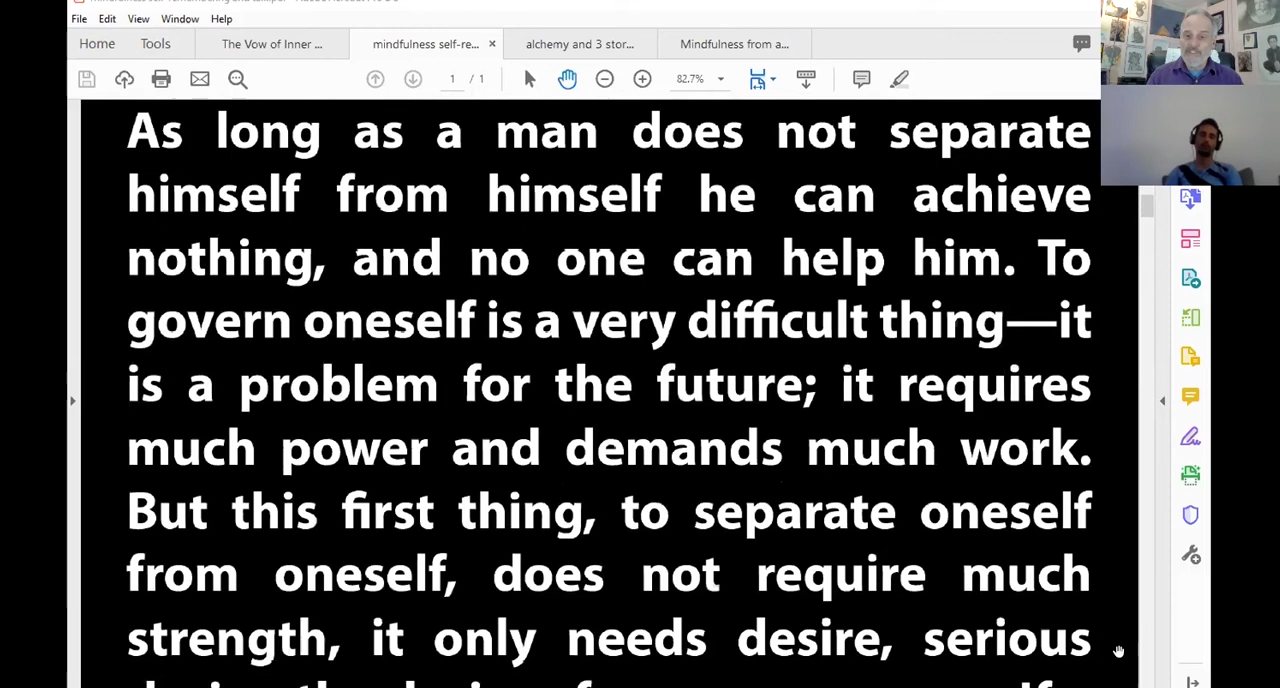 File Edit View Window Help
Home Tools The Vow of Inner ... mindfulness self-re... × alchemy and 3 stor... Mindfulness from a...
1 / 1 82.7%
As long as a man does not separate
himself from himself he can achieve
nothing, and no one can help him. To
govern oneself is a very difficult thing—it
is a problem for the future; it requires
much power and demands much work.
But this first thing, to separate oneself
from oneself, does not require much
strength, it only needs desire, serious